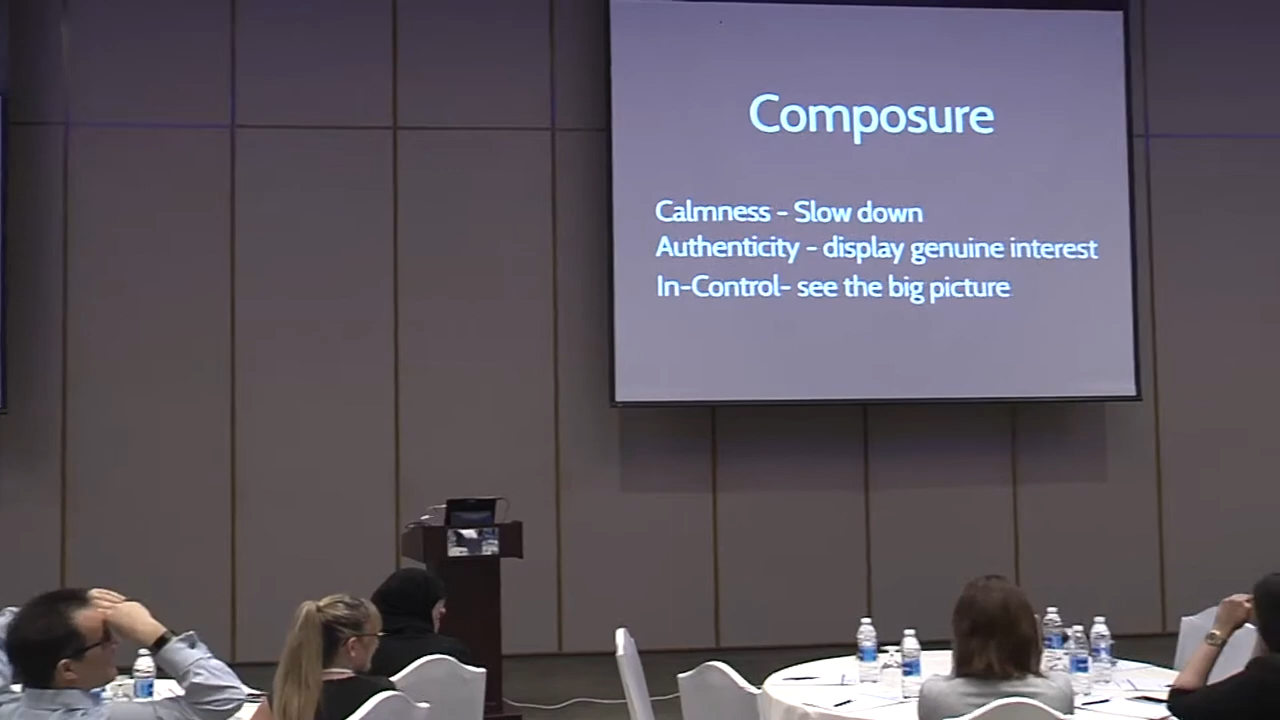 Composure
Calmness - Slow down
Authenticity - display genuine interest
In-Control- see the big picture